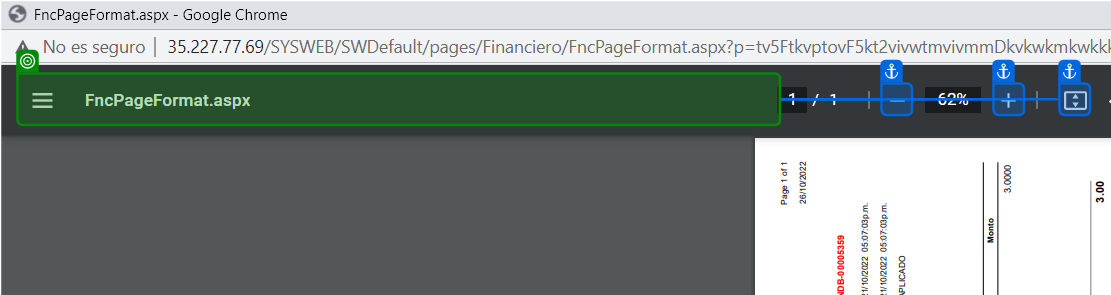 FncPageFormat.aspx - Google Chrome
No es seguro | 35.227.77.69/SYSWEB/SWDefault/pages/Financiero/FncPageFormat.aspx?p=tv5FtkvptovF5kt2vivwtmvivmmDkvkwkmkwkk
FncPageFormat.aspx 1 / 1 62%
Page 1 of 1
26/10/2022
NDB-00005359
21/10/2022 05:07:03p.m.
21/10/2022 05:07:03p.m.
APLICADO
Monto
3.0000
3.00